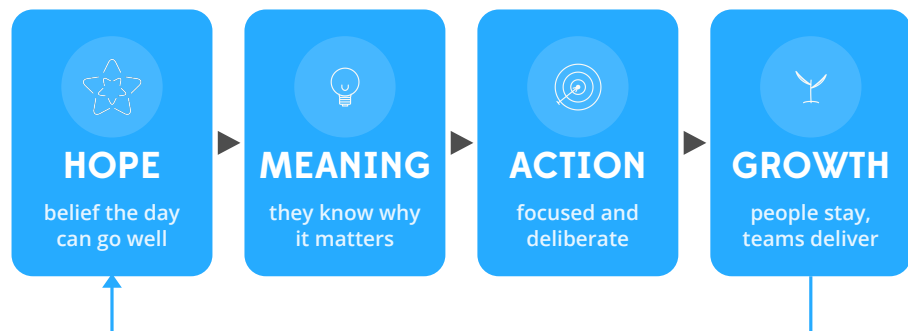 HOPE
belief the day
can go well
MEANING
they know why
it matters
ACTION
focused and
deliberate
GROWTH
people stay,
teams deliver